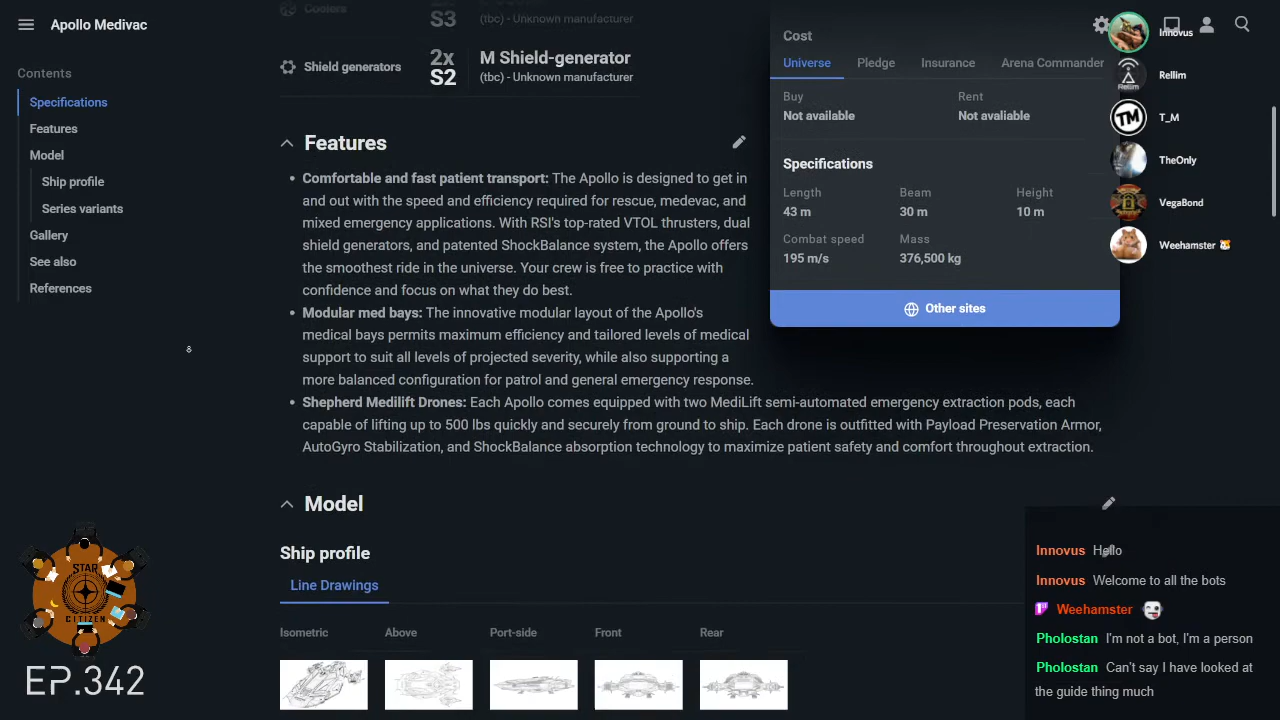 Apollo Medivac
Contents
Specifications
Features
Model
Ship profile
Series variants
Gallery
See also
References
Coolers
S3
(tbc) - Unknown manufacturer
Shield generators
2x
S2
M Shield-generator
(tbc) - Unknown manufacturer
Features
Comfortable and fast patient transport: The Apollo is designed to get in
and out with the speed and efficiency required for rescue, medevac, and
mixed emergency applications. With RSI's top-rated VTOL thrusters, dual
shield generators, and patented ShockBalance system, the Apollo offers
the smoothest ride in the universe. Your crew is free to practice with
confidence and focus on what they do best.
Modular med bays: The innovative modular layout of the Apollo's
medical bays permits maximum efficiency and tailored levels of medical
support to suit all levels of projected severity, while also supporting a
more balanced configuration for patrol and general emergency response.
Shepherd Medilift Drones: Each Apollo comes equipped with two MediLift semi-automated emergency extraction pods, each
capable of lifting up to 500 lbs quickly and securely from ground to ship. Each drone is outfitted with Payload Preservation Armor,
AutoGyro Stabilization, and ShockBalance absorption technology to maximize patient safety and comfort throughout extraction.
Model
Ship profile
Line Drawings
Isometric Above Port-side Front Rear
Cost
Universe Pledge Insurance Arena Commander
Buy Rent
Not available Not avaliable
Specifications
Length Beam Height
43 m 30 m 10 m
Combat speed Mass
195 m/s 376,500 kg
Other sites
Innovus
Rellim
RELLIM
T_M
TM
TheOnly
VegaBond
Weehamster
STAR
CITIZEN
EP.342
Innovus Hello
Innovus Welcome to all the bots
Weehamster
Pholostan I'm not a bot, I'm a person
Pholostan Can't say I have looked at
the guide thing much